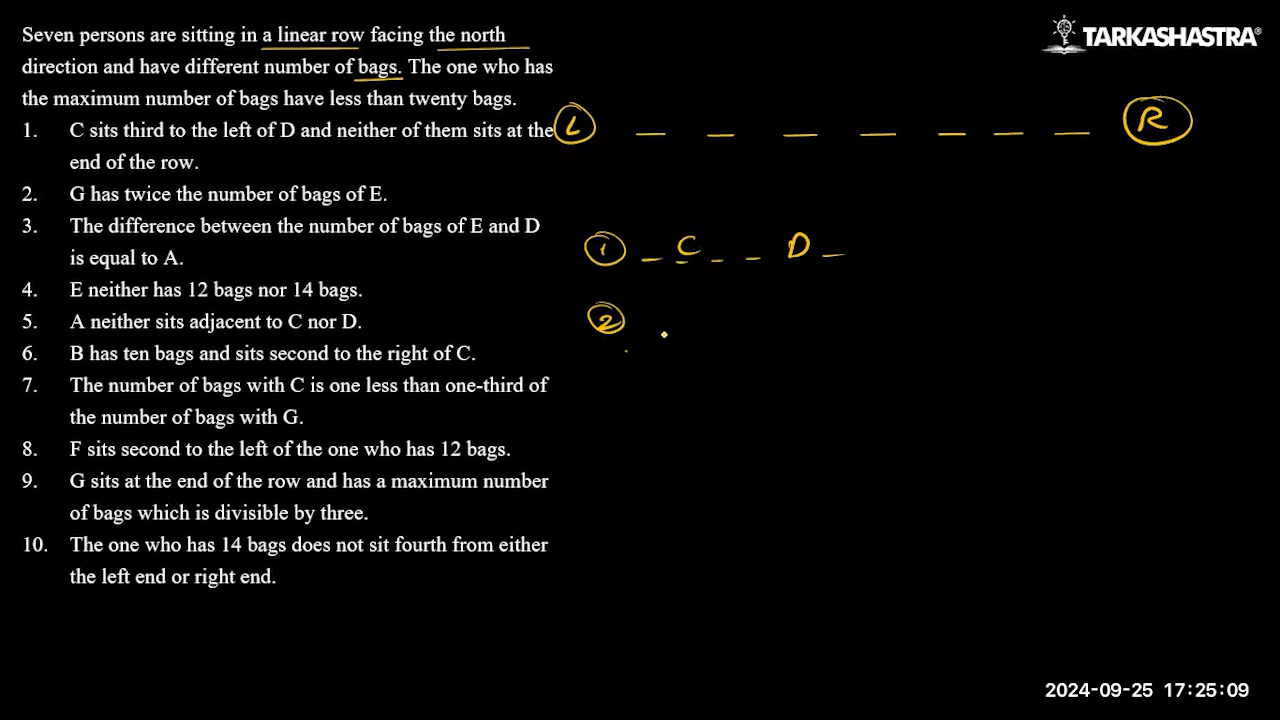 Seven persons are sitting in a linear row facing the north
direction and have different number of bags. The one who has
the maximum number of bags have less than twenty bags.
1. C sits third to the left of D and neither of them sits at the
end of the row.
2. G has twice the number of bags of E.
3. The difference between the number of bags of E and D
is equal to A.
4. E neither has 12 bags nor 14 bags.
5. A neither sits adjacent to C nor D.
6. B has ten bags and sits second to the right of C.
7. The number of bags with C is one less than one-third of
the number of bags with G.
8. F sits second to the left of the one who has 12 bags.
9. G sits at the end of the row and has a maximum number
of bags which is divisible by three.
10. The one who has 14 bags does not sit fourth from either
the left end or right end.
TARKASHASTRA®
L _ _ _ _ _ _ _ R
1 _ C _ _ D _
2
2024-09-25 17:25:09